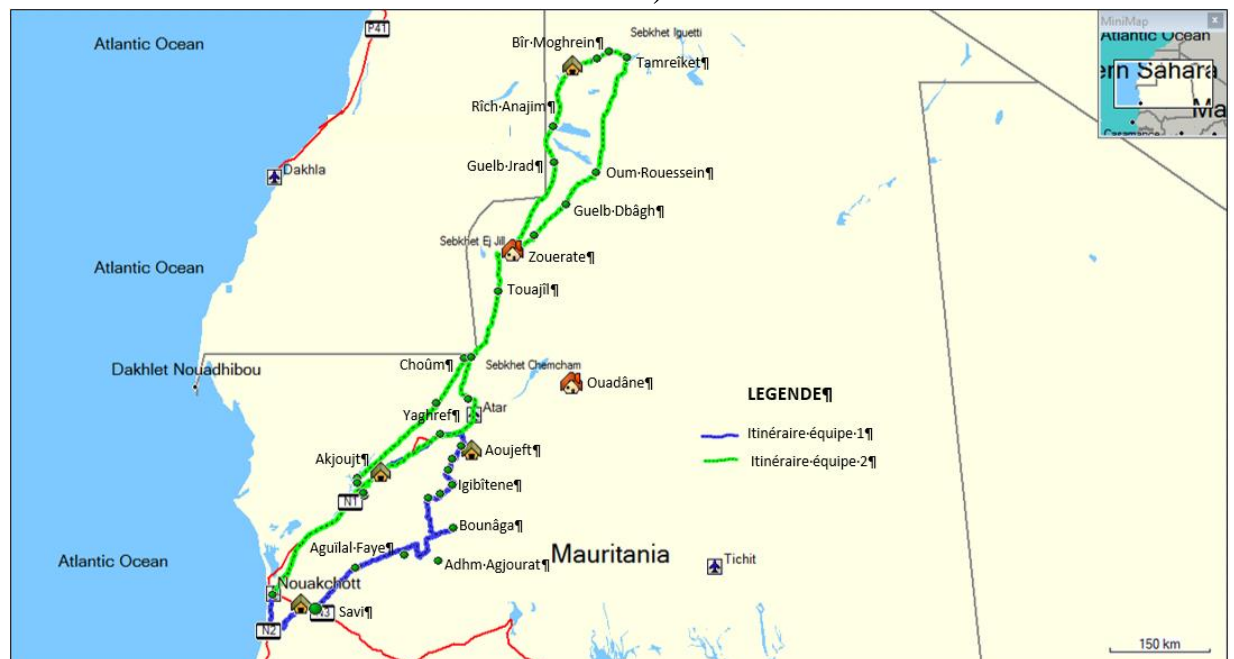 Atlantic Ocean
P41
Bîr·Moghrein¶
Sebkhet Iguetti
Tamreîket¶
MiniMap
x
Atlantic Ocean
ern Sahara
Ma
Casamance
Rîch·Anajim¶
Guelb·Jrad¶
Oum·Rouessein¶
Dakhla
Guelb·Dbâgh¶
Sebkhet Ej Jill
Zouerate¶
Atlantic Ocean
Touajîl¶
Dakhlet Nouadhibou
Choûm¶
Sebkhet Chemcham
Ouadâne¶
LEGENDE¶
Yaghref¶
Atar
Itinéraire·équipe·1¶
Itinéraire·équipe·2¶
Akjoujt¶
Aoujeft¶
N1
Igibîtene¶
Bounâga¶
Aguïlal·Faye¶
Adhm·Agjourat¶
Mauritania
Tichit
Atlantic Ocean
Nouakchott
N3
Savi¶
N2
150 km